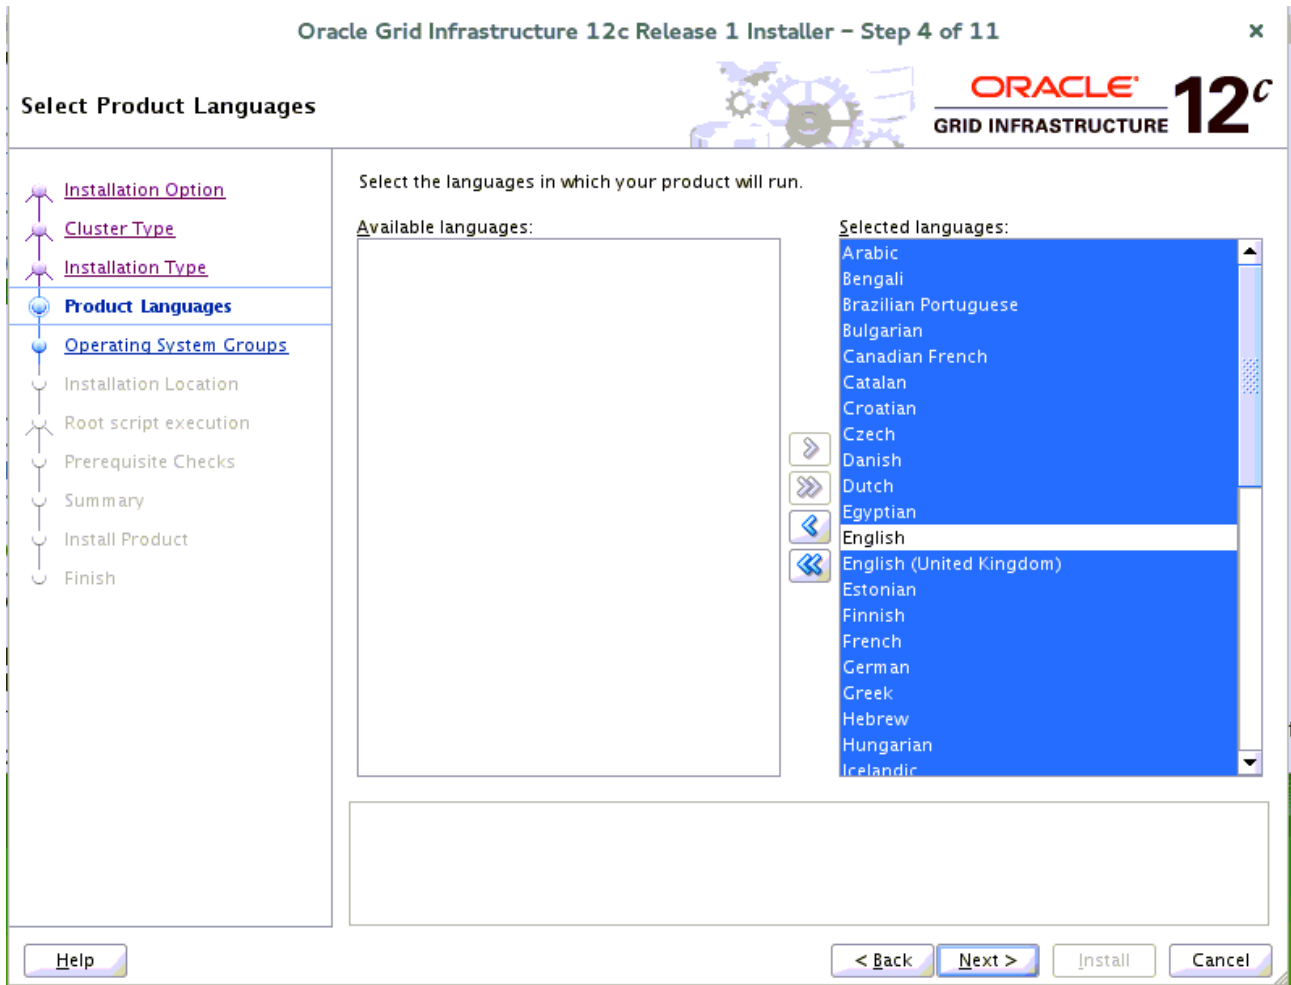 Oracle Grid Infrastructure 12c Release 1 Installer – Step 4 of 11
Select Product Languages
ORACLE
GRID INFRASTRUCTURE
12c
Installation Option
Cluster Type
Installation Type
Product Languages
Operating System Groups
Installation Location
Root script execution
Prerequisite Checks
Summary
Install Product
Finish
Select the languages in which your product will run.
Available languages:
Selected languages:
Arabic
Bengali
Brazilian Portuguese
Bulgarian
Canadian French
Catalan
Croatian
Czech
Danish
Dutch
Egyptian
English
English (United Kingdom)
Estonian
Finnish
French
German
Greek
Hebrew
Hungarian
Icelandic
Help
< Back
Next >
Install
Cancel